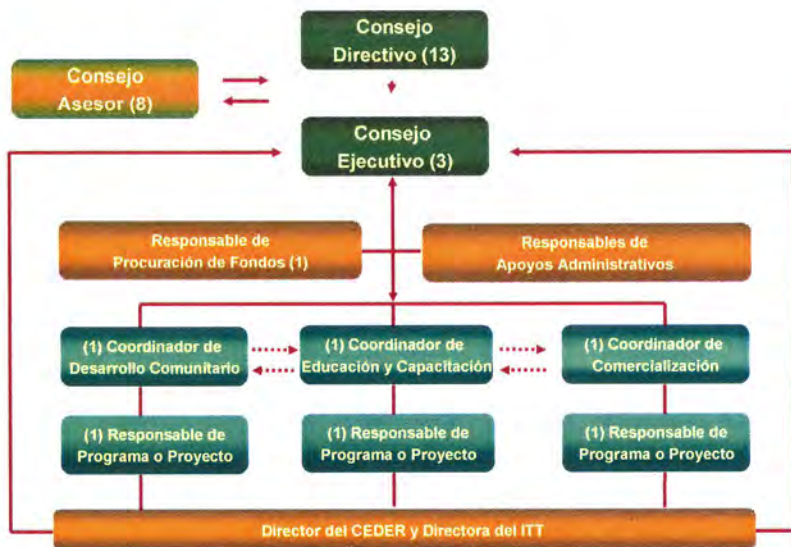 Consejo
Directivo (13)
Consejo
Asesor (8)
Consejo
Ejecutivo (3)
Responsable de
Procuración de Fondos (1)
Responsables de
Apoyos Administrativos
(1) Coordinador de
Desarrollo Comunitario
(1) Coordinador de
Educación y Capacitación
(1) Coordinador de
Comercialización
(1) Responsable de
Programa o Proyecto
(1) Responsable de
Programa o Proyecto
(1) Responsable de
Programa o Proyecto
Director del CEDER y Directora del ITT